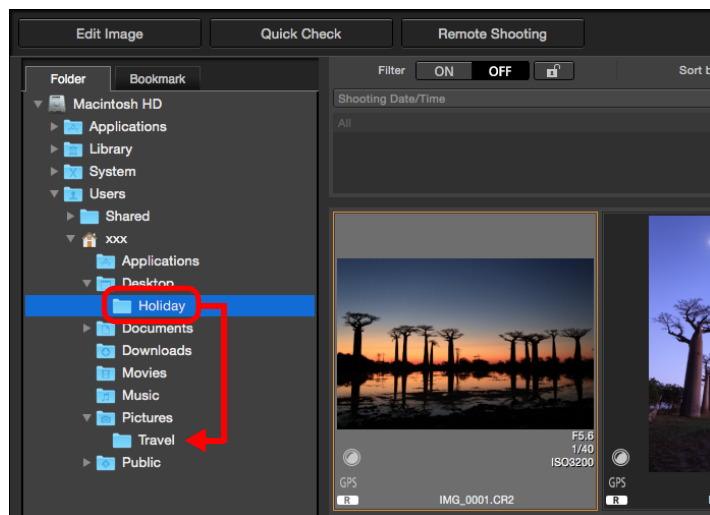 Edit Image
Quick Check
Remote Shooting
Folder
Bookmark
Macintosh HD
Applications
Library
System
Users
Shared
xxx
Applications
Desktop
Holiday
Documents
Downloads
Movies
Music
Pictures
Travel
Public
Filter
ON
OFF
Sort b
Shooting Date/Time
All
F5.6
1/40
ISO3200
GPS
R
IMG_0001.CR2
GPS
R